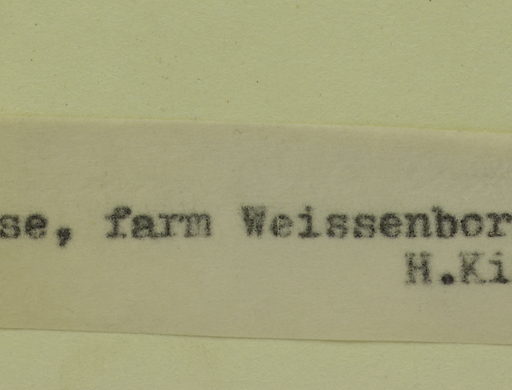 se, farm Weissenbor
H.Ki